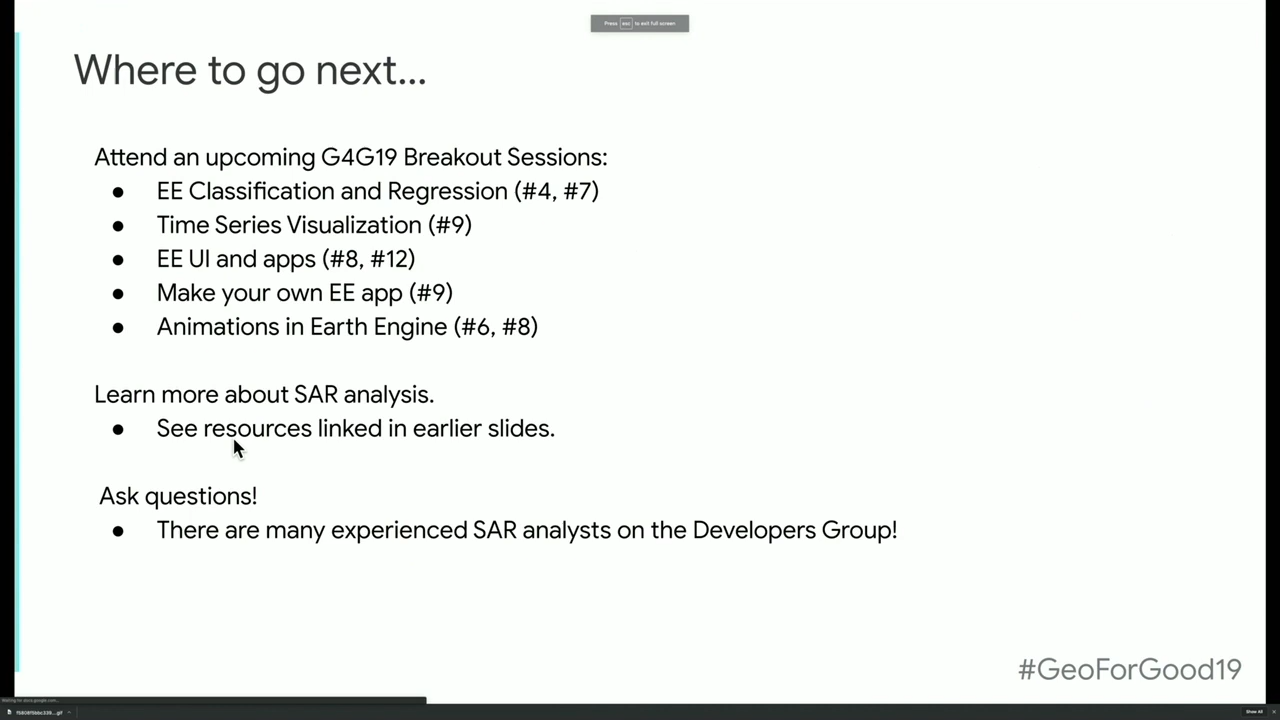 Press esc to exit full screen
Where to go next...
Attend an upcoming G4G19 Breakout Sessions:
● EE Classification and Regression (#4, #7)
● Time Series Visualization (#9)
● EE UI and apps (#8, #12)
● Make your own EE app (#9)
● Animations in Earth Engine (#6, #8)
Learn more about SAR analysis.
● See resources linked in earlier slides.
Ask questions!
● There are many experienced SAR analysts on the Developers Group!
#GeoForGood19
Show All